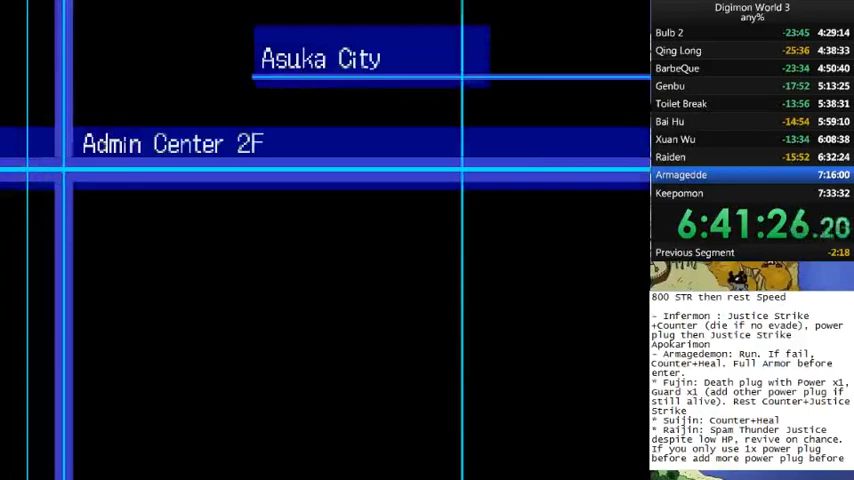 Asuka City
Admin Center 2F
Digimon World 3
any%
Bulb 2 -23:45 4:29:14
Qing Long -25:36 4:38:33
BarbeQue -23:34 4:50:40
Genbu -17:52 5:13:25
Toilet Break -13:56 5:38:31
Bai Hu -14:54 5:59:10
Xuan Wu -13:34 6:08:38
Raiden -15:52 6:32:24
Armagedde 7:16:00
Keepomon 7:33:32
6:41:26.20
Previous Segment -2:18
800 STR then rest Speed
- Infermon : Justice Strike
+Counter (die if no evade), power
plug then Justice Strike
Apokarimon
- Armagedemon: Run. If fail,
Counter+Heal. Full Armor before
enter.
* Fujin: Death plug with Power x1,
Guard x1 (add other power plug if
still alive). Rest Counter+Justice
Strike
* Suijin: Counter+Heal
* Raijin: Spam Thunder Justice
despite low HP, revive on chance.
If you only use 1x power plug
before add more power plug before